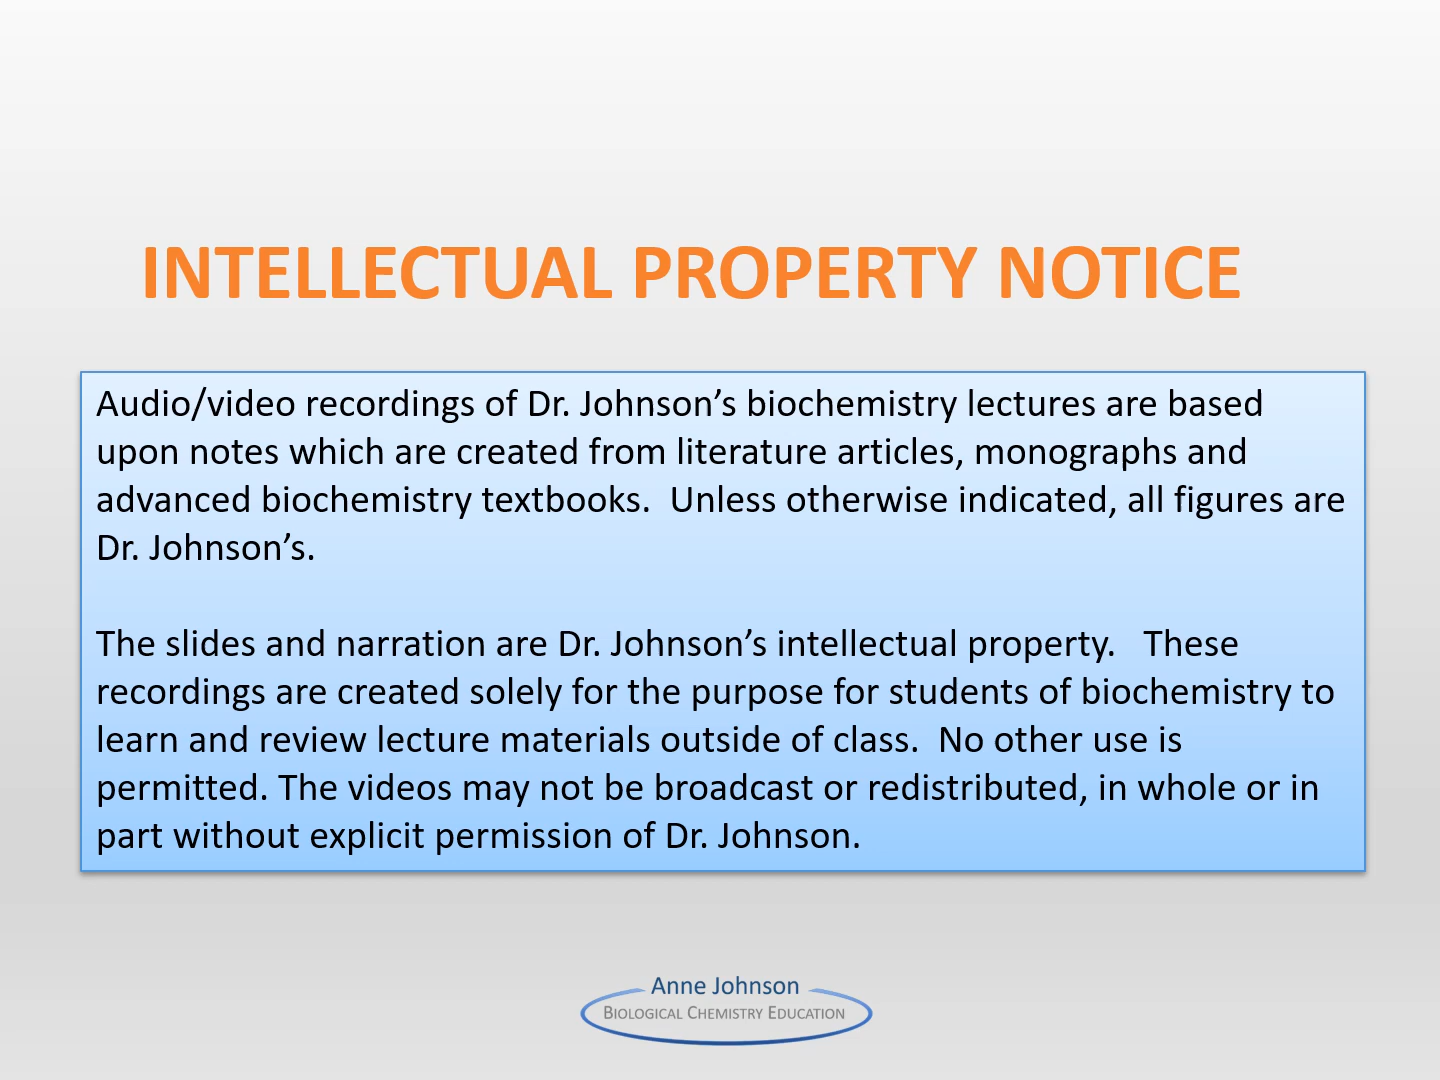 INTELLECTUAL PROPERTY NOTICE
Audio/video recordings of Dr. Johnson’s biochemistry lectures are based
upon notes which are created from literature articles, monographs and
advanced biochemistry textbooks.  Unless otherwise indicated, all figures are
Dr. Johnson’s.
The slides and narration are Dr. Johnson’s intellectual property.   These
recordings are created solely for the purpose for students of biochemistry to
learn and review lecture materials outside of class.  No other use is
permitted. The videos may not be broadcast or redistributed, in whole or in
part without explicit permission of Dr. Johnson.
Anne Johnson
Biological Chemistry Education